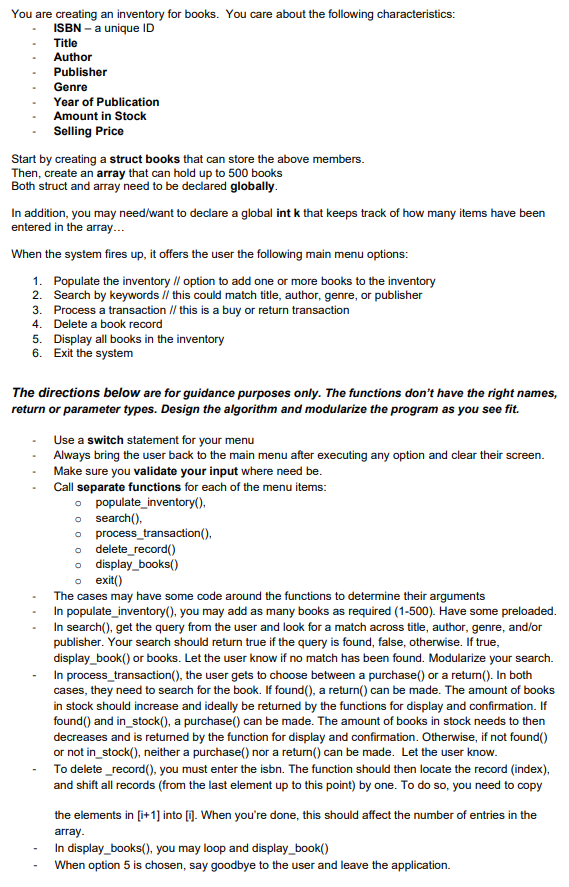 You are creating an inventory for books. You care about the following characteristics:
- ISBN – a unique ID
- Title
- Author
- Publisher
- Genre
- Year of Publication
- Amount in Stock
- Selling Price
Start by creating a struct books that can store the above members.
Then, create an array that can hold up to 500 books
Both struct and array need to be declared globally.
In addition, you may need/want to declare a global int k that keeps track of how many items have been
entered in the array…
When the system fires up, it offers the user the following main menu options:
1. Populate the inventory // option to add one or more books to the inventory
2. Search by keywords // this could match title, author, genre, or publisher
3. Process a transaction // this is a buy or return transaction
4. Delete a book record
5. Display all books in the inventory
6. Exit the system
The directions below are for guidance purposes only. The functions don't have the right names,
return or parameter types. Design the algorithm and modularize the program as you see fit.
- Use a switch statement for your menu
- Always bring the user back to the main menu after executing any option and clear their screen.
- Make sure you validate your input where need be.
- Call separate functions for each of the menu items:
o populate_inventory(),
o search(),
o process_transaction(),
o delete_record()
o display_books()
o exit()
- The cases may have some code around the functions to determine their arguments
- In populate_inventory(), you may add as many books as required (1-500). Have some preloaded.
- In search(), get the query from the user and look for a match across title, author, genre, and/or
publisher. Your search should return true if the query is found, false, otherwise. If true,
display_book() or books. Let the user know if no match has been found. Modularize your search.
- In process_transaction(), the user gets to choose between a purchase() or a return(). In both
cases, they need to search for the book. If found(), a return() can be made. The amount of books
in stock should increase and ideally be returned by the functions for display and confirmation. If
found() and in_stock(), a purchase() can be made. The amount of books in stock needs to then
decreases and is returned by the function for display and confirmation. Otherwise, if not found()
or not in_stock(), neither a purchase() nor a return() can be made. Let the user know.
- To delete _record(), you must enter the isbn. The function should then locate the record (index),
and shift all records (from the last element up to this point) by one. To do so, you need to copy
the elements in [i+1] into [i]. When you're done, this should affect the number of entries in the
array.
- In display_books(), you may loop and display_book()
- When option 5 is chosen, say goodbye to the user and leave the application.